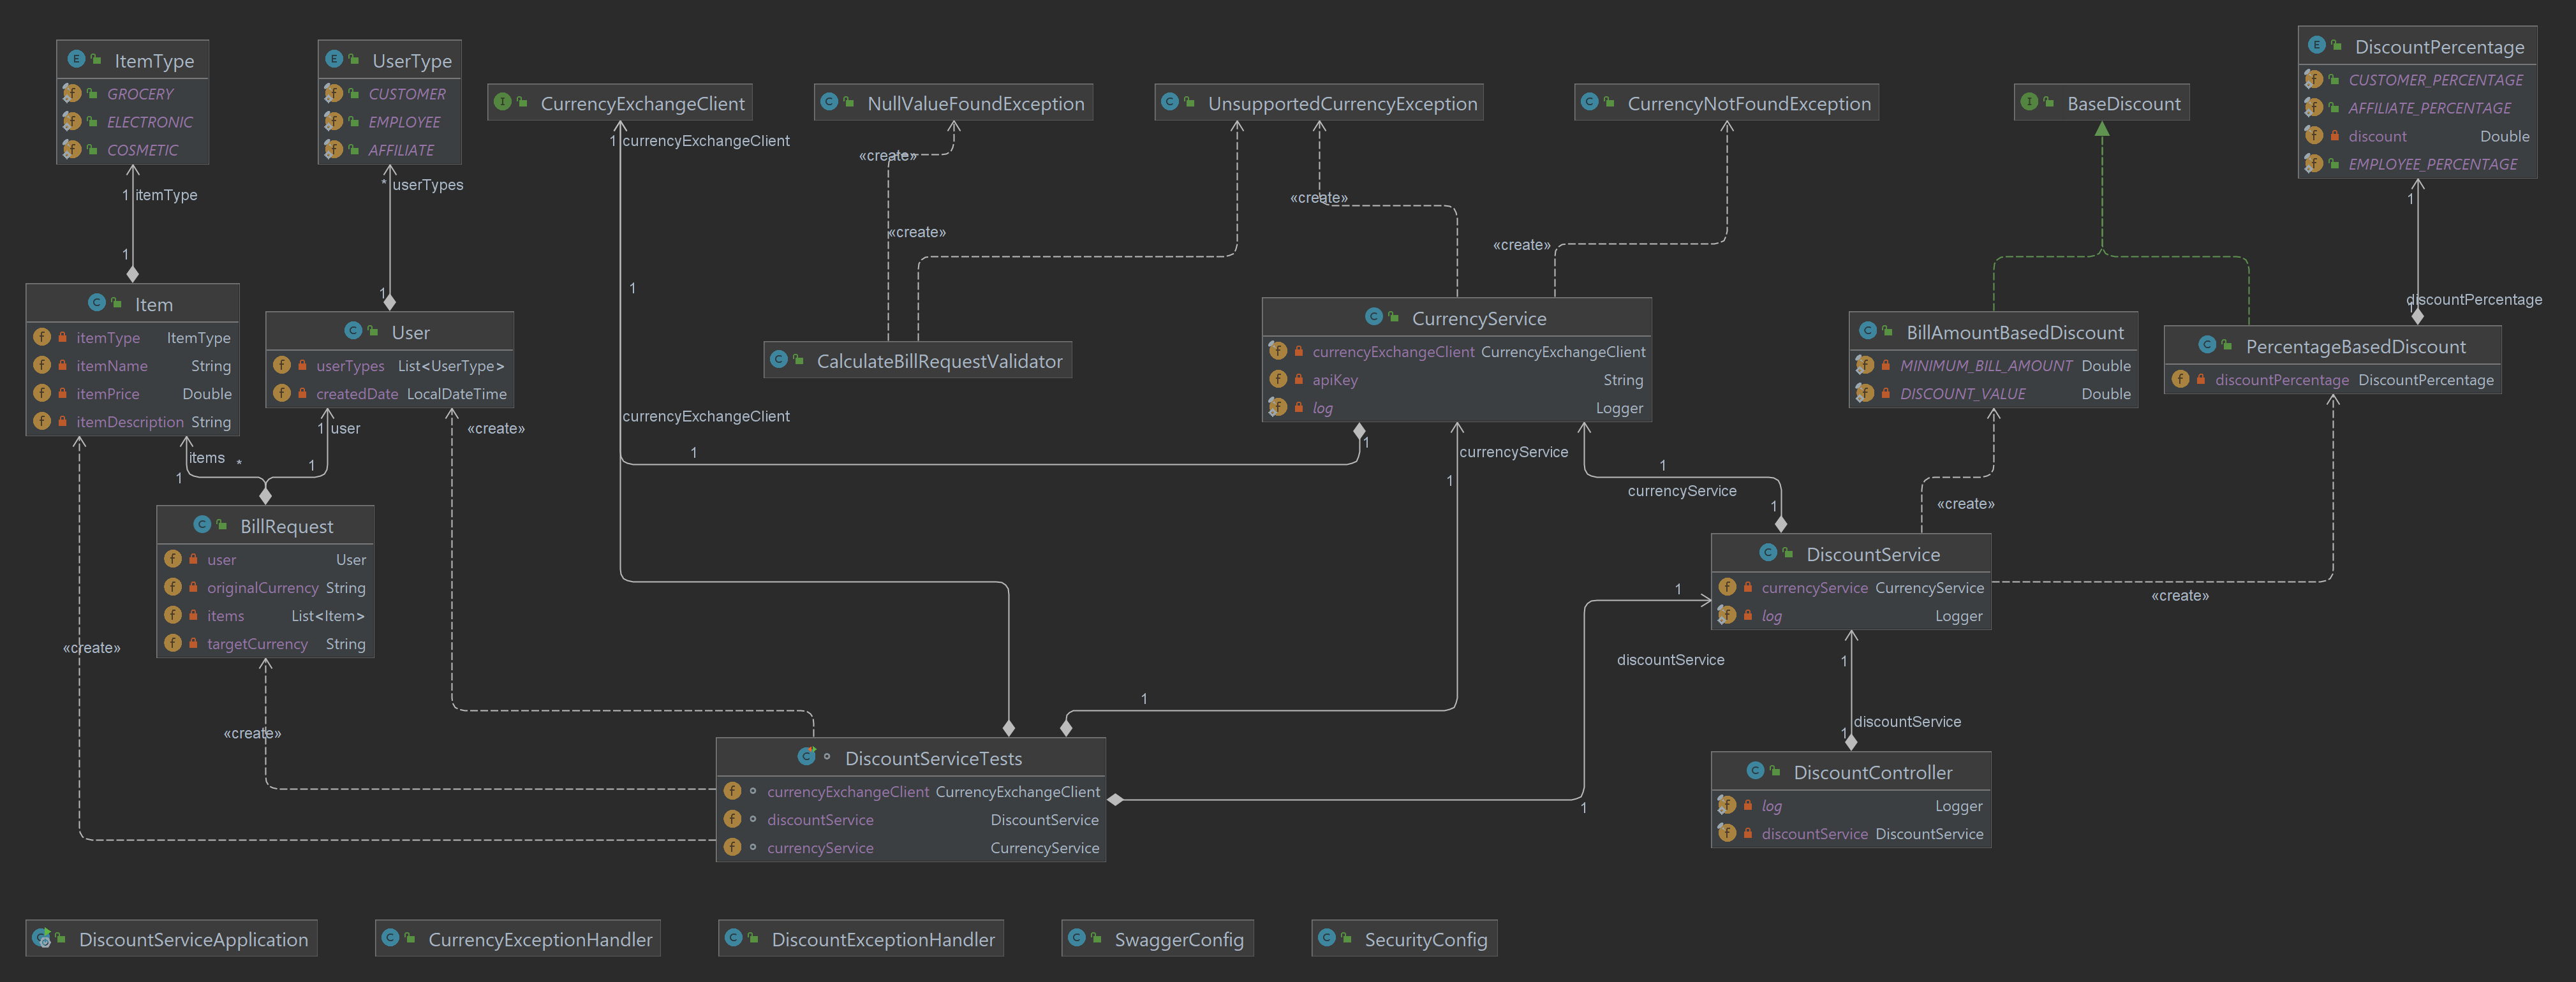 ItemType
GROCERY
ELECTRONIC
COSMETIC
UserType
CUSTOMER
EMPLOYEE
AFFILIATE
CurrencyExchangeClient
NullValueFoundException
UnsupportedCurrencyException
CurrencyNotFoundException
BaseDiscount
DiscountPercentage
CUSTOMER_PERCENTAGE
AFFILIATE_PERCENTAGE
discount Double
EMPLOYEE_PERCENTAGE
1 itemType
1
* userTypes
1
1 currencyExchangeClient
1
«create»
«create»
«create»
«create»
1
discountPercentage
1
Item
itemType ItemType
itemName String
itemPrice Double
itemDescription String
User
userTypes List<UserType>
createdDate LocalDateTime
CalculateBillRequestValidator
CurrencyService
currencyExchangeClient CurrencyExchangeClient
apiKey String
log Logger
BillAmountBasedDiscount
MINIMUM_BILL_AMOUNT Double
DISCOUNT_VALUE Double
PercentageBasedDiscount
discountPercentage DiscountPercentage
items *
1
1 user
1
«create»
currencyExchangeClient
1
1
currencyService
1
1
currencyService
1
«create»
«create»
BillRequest
user User
originalCurrency String
items List<Item>
targetCurrency String
DiscountService
currencyService CurrencyService
log Logger
«create»
«create»
1
1
discountService
1
1
discountService
1
DiscountServiceTests
currencyExchangeClient CurrencyExchangeClient
discountService DiscountService
currencyService CurrencyService
1
DiscountController
log Logger
discountService DiscountService
DiscountServiceApplication
CurrencyExceptionHandler
DiscountExceptionHandler
SwaggerConfig
SecurityConfig